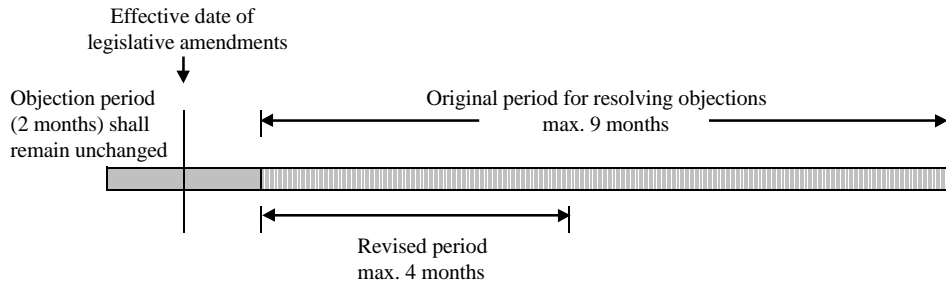 Effective date of
legislative amendments
Objection period
(2 months) shall
remain unchanged
Original period for resolving objections
max. 9 months
Revised period
max. 4 months